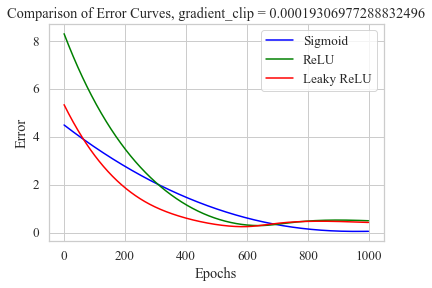 Comparison of Error Curves, gradient_clip = 0.00019306977288832496
Sigmoid
ReLU
Leaky ReLU
8
6
4
2
0
Error
0 200 400 600 800 1000
Epochs